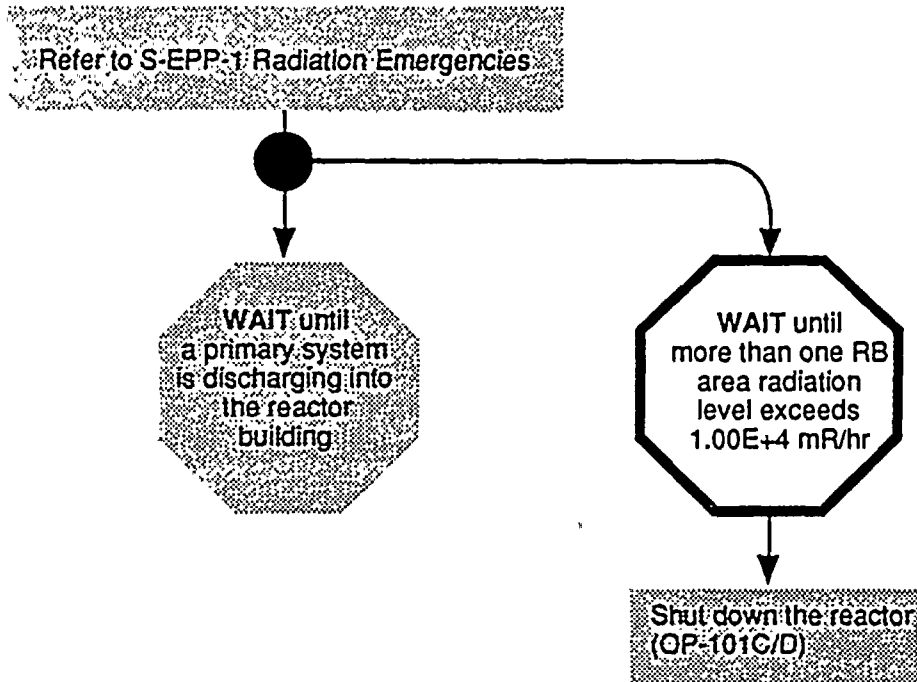 Refer to S-EPP-1 Radiation Emergencies
WAIT until
a primary system
is discharging into
the reactor
building
WAIT until
more than one RB
area radiation
level exceeds
1.00E+4 mR/hr
Shut down the reactor
(OP-101C/D)